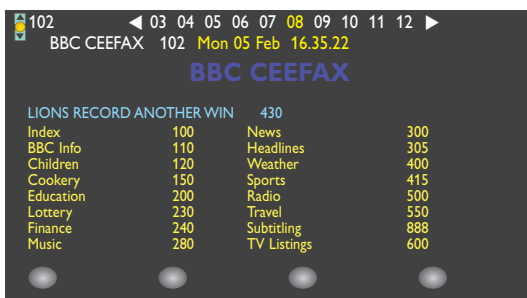 102 ◀ 03 04 05 06 07 08 09 10 11 12 ▶
BBC CEEFAX 102 Mon 05 Feb 16.35.22
BBC CEEFAX
LIONS RECORD ANOTHER WIN 430
Index 100 News 300
BBC Info 110 Headlines 305
Children 120 Weather 400
Cookery 150 Sports 415
Education 200 Radio 500
Lottery 230 Travel 550
Finance 240 Subtitling 888
Music 280 TV Listings 600